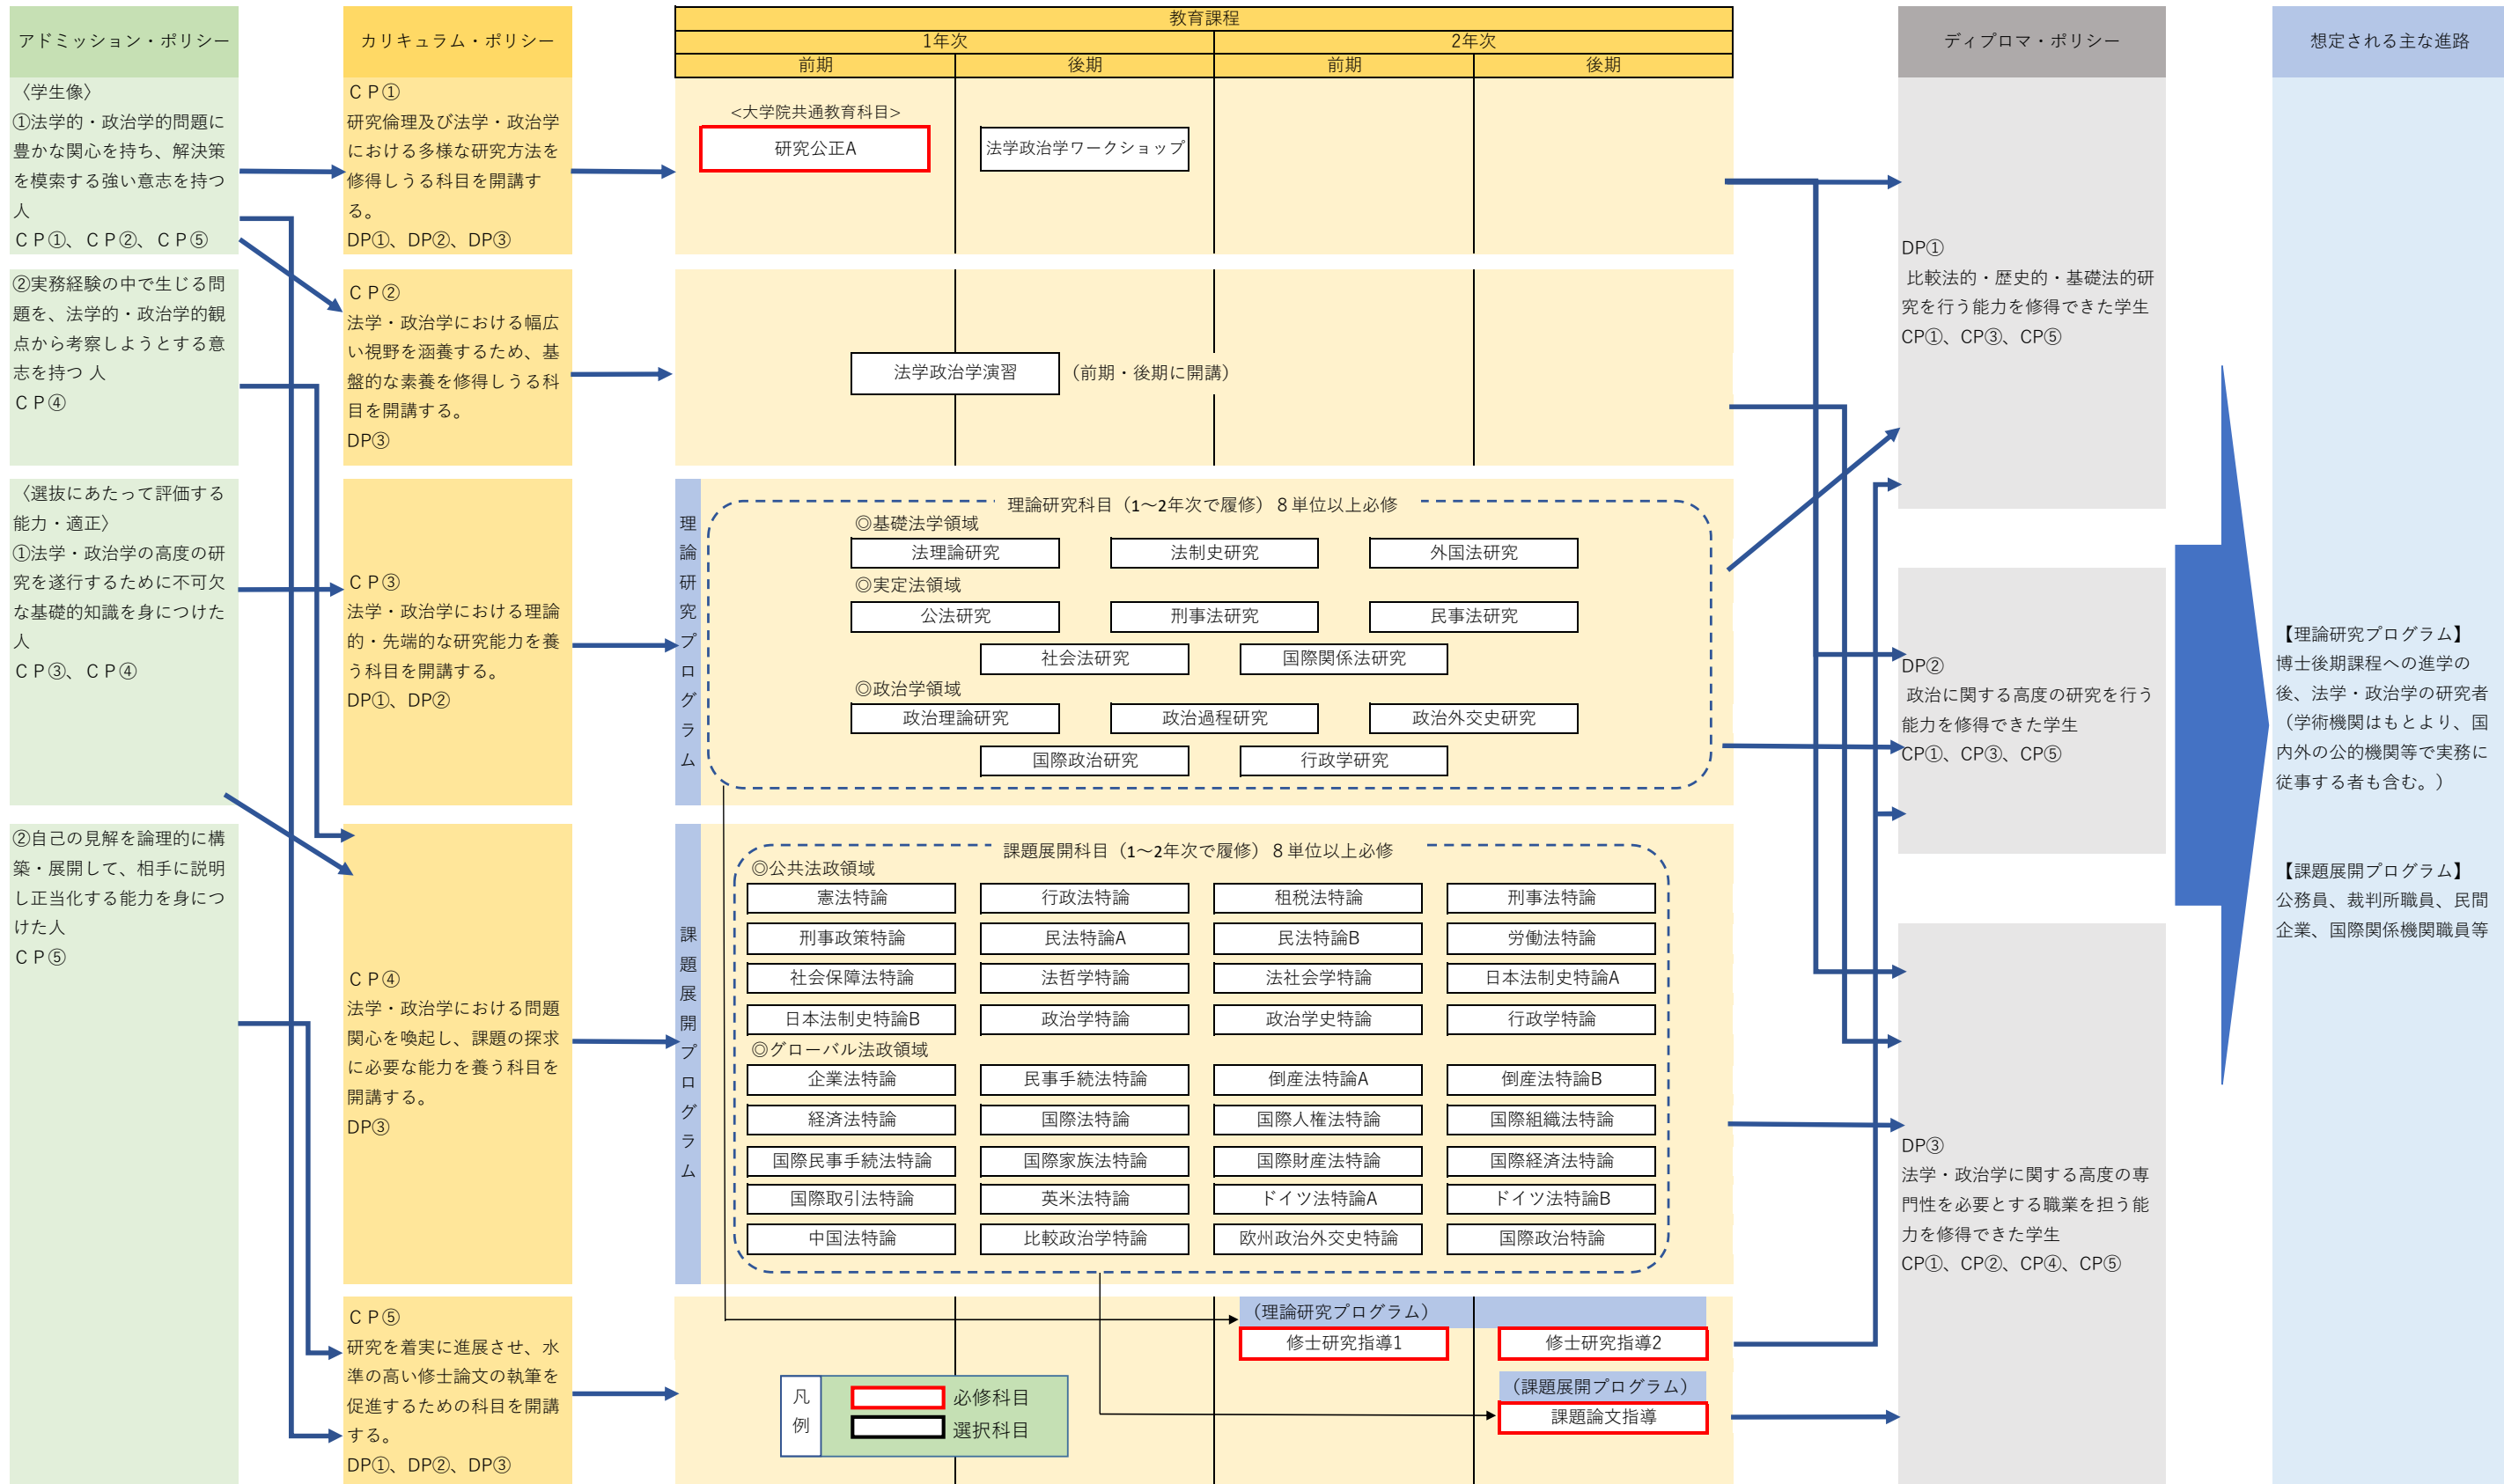 アドミッション・ポリシー
〈学生像〉
①法学的・政治学的問題に
豊かな関心を持ち、解決策
を模索する強い意志を持つ
人
ＣＰ①、ＣＰ②、ＣＰ⑤
②実務経験の中で生じる問
題を、法学的・政治学的観
点から考察しようとする意
志を持つ 人
ＣＰ④
〈選抜にあたって評価する
能力・適正〉
①法学・政治学の高度の研
究を遂行するために不可欠
な基礎的知識を身につけた
人
ＣＰ③、ＣＰ④
②自己の見解を論理的に構
築・展開して、相手に説明
し正当化する能力を身につ
けた人
ＣＰ⑤
カリキュラム・ポリシー
ＣＰ①
研究倫理及び法学・政治学
における多様な研究方法を
修得しうる科目を開講す
る。
DP①、DP②、DP③
ＣＰ②
法学・政治学における幅広
い視野を涵養するため、基
盤的な素養を修得しうる科
目を開講する。
DP③
ＣＰ③
法学・政治学における理論
的・先端的な研究能力を養
う科目を開講する。
DP①、DP②
ＣＰ④
法学・政治学における問題
関心を喚起し、課題の探求
に必要な能力を養う科目を
開講する。
DP③
ＣＰ⑤
研究を着実に進展させ、水
準の高い修士論文の執筆を
促進するための科目を開講
する。
DP①、DP②、DP③
教育課程
1年次 2年次
前期 後期 前期 後期
<大学院共通教育科目>
研究公正A 法学政治学ワークショップ
法学政治学演習 （前期・後期に開講）
理論研究プログラム
理論研究科目（1～2年次で履修）８単位以上必修
◎基礎法学領域
法理論研究 法制史研究 外国法研究
◎実定法領域
公法研究 刑事法研究 民事法研究
社会法研究 国際関係法研究
◎政治学領域
政治理論研究 政治過程研究 政治外交史研究
国際政治研究 行政学研究
課題展開プログラム
課題展開科目（1～2年次で履修）８単位以上必修
◎公共法政領域
憲法特論 行政法特論 租税法特論 刑事法特論
刑事政策特論 民法特論A 民法特論B 労働法特論
社会保障法特論 法哲学特論 法社会学特論 日本法制史特論A
日本法制史特論B 政治学特論 政治学史特論 行政学特論
◎グローバル法政領域
企業法特論 民事手続法特論 倒産法特論A 倒産法特論B
経済法特論 国際法特論 国際人権法特論 国際組織法特論
国際民事手続法特論 国際家族法特論 国際財産法特論 国際経済法特論
国際取引法特論 英米法特論 ドイツ法特論A ドイツ法特論B
中国法特論 比較政治学特論 欧州政治外交史特論 国際政治特論
（理論研究プログラム）
修士研究指導1 修士研究指導2
（課題展開プログラム）
課題論文指導
凡例
必修科目
選択科目
ディプロマ・ポリシー
DP①
比較法的・歴史的・基礎法的研
究を行う能力を修得できた学生
CP①、CP③、CP⑤
DP②
政治に関する高度の研究を行う
能力を修得できた学生
CP①、CP③、CP⑤
DP③
法学・政治学に関する高度の専
門性を必要とする職業を担う能
力を修得できた学生
CP①、CP②、CP④、CP⑤
想定される主な進路
【理論研究プログラム】
博士後期課程への進学の
後、法学・政治学の研究者
（学術機関はもとより、国
内外の公的機関等で実務に
従事する者も含む。）
【課題展開プログラム】
公務員、裁判所職員、民間
企業、国際関係機関職員等